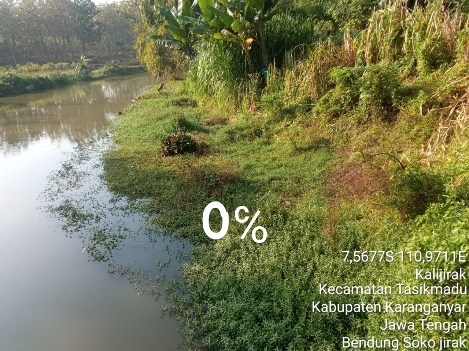 0%
7,5677S 110,9711E
Kalijirak
Kecamatan Tasikmadu
Kabupaten Karanganyar
Jawa Tengah
Bendung Soko jirak